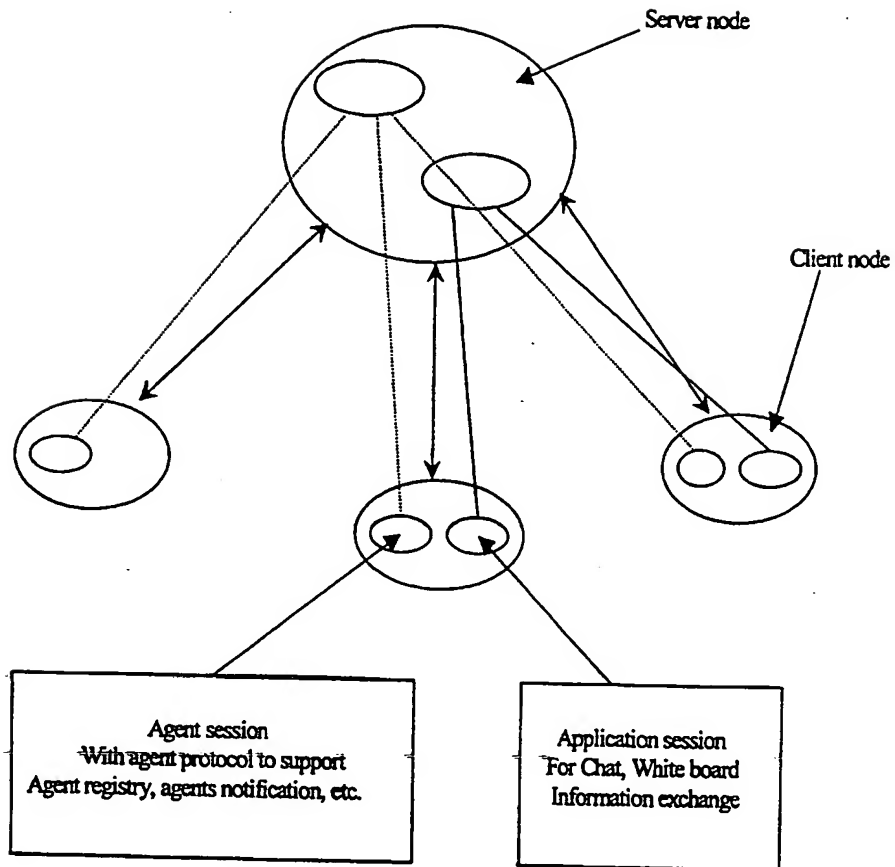 Server node
Client node
Agent session
With agent protocol to support
Agent registry, agents notification, etc.
Application session
For Chat, White board
Information exchange